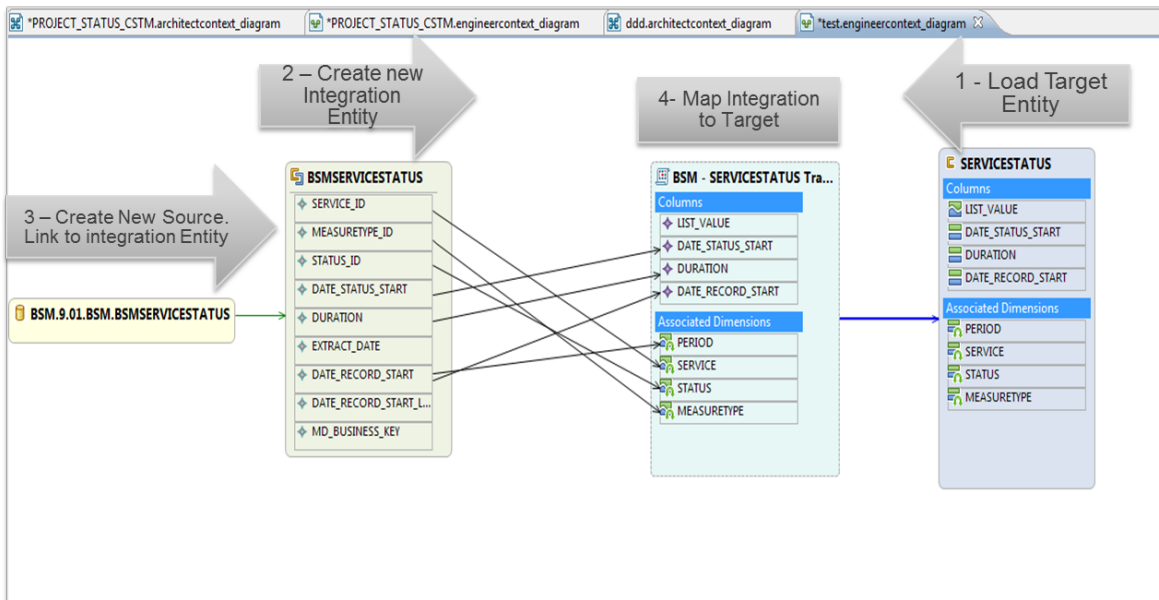 *PROJECT_STATUS_CSTM.architectcontext_diagram
*PROJECT_STATUS_CSTM.engineercontext_diagram
ddd.architectcontext_diagram
*test.engineercontext_diagram
2 – Create new
Integration
Entity
4- Map Integration
to Target
1 - Load Target
Entity
3 – Create New Source.
Link to integration Entity
BSM.9.01.BSM.BSMSERVICESTATUS
BSMSERVICESTATUS
SERVICE_ID
MEASURETYPE_ID
STATUS_ID
DATE_STATUS_START
DURATION
EXTRACT_DATE
DATE_RECORD_START
DATE_RECORD_START_L...
MD_BUSINESS_KEY
BSM - SERVICESTATUS Tra...
Columns
LIST_VALUE
DATE_STATUS_START
DURATION
DATE_RECORD_START
Associated Dimensions
PERIOD
SERVICE
STATUS
MEASURETYPE
SERVICESTATUS
Columns
LIST_VALUE
DATE_STATUS_START
DURATION
DATE_RECORD_START
Associated Dimensions
PERIOD
SERVICE
STATUS
MEASURETYPE